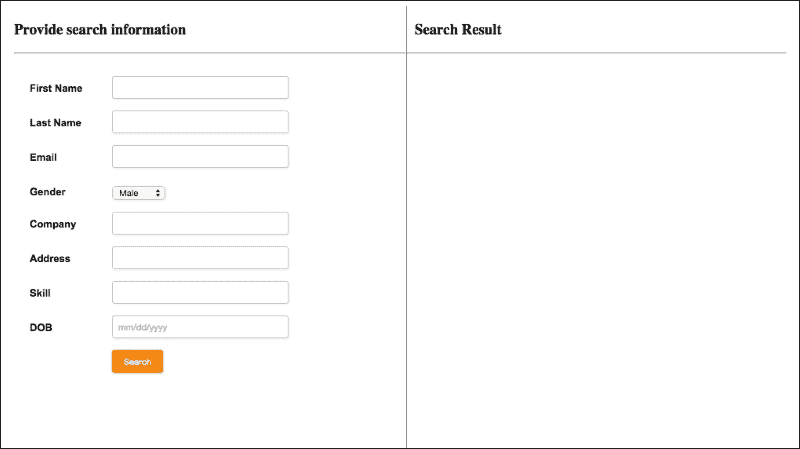 Provide search information
Search Result
First Name
Last Name
Email
Gender
Male
Company
Address
Skill
DOB
mm/dd/yyyy
Search